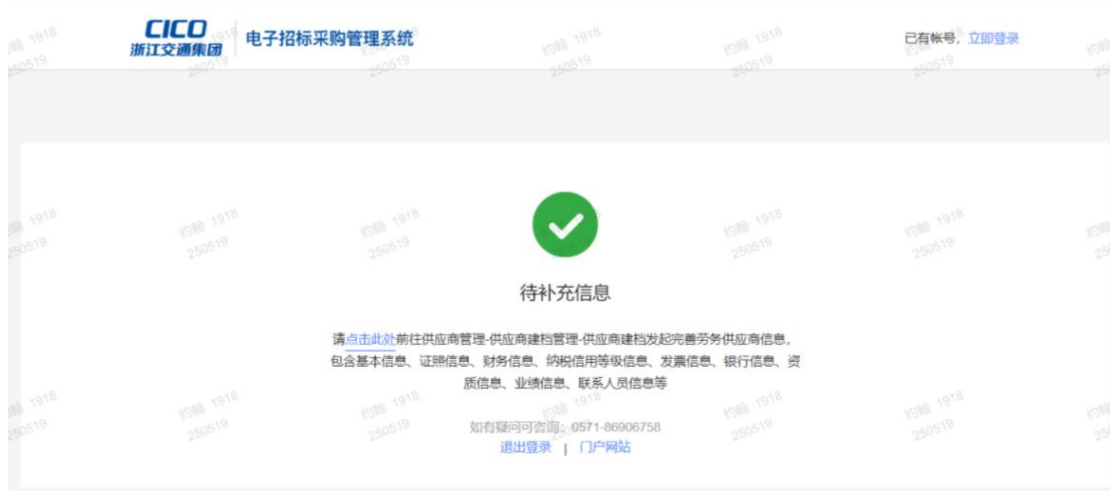 CICO
浙江交通集团
电子招标采购管理系统
已有帐号，立即登录
待补充信息
请点击此处前往供应商管理-供应商建档管理-供应商建档发起完善劳务供应商信息，
包含基本信息、证照信息、财务信息、纳税信用等级信息、发票信息、银行信息、资
质信息、业绩信息、联系人员信息等
如有疑问可咨询：0571-86906758
退出登录 | 门户网站
约翰 1918
250519